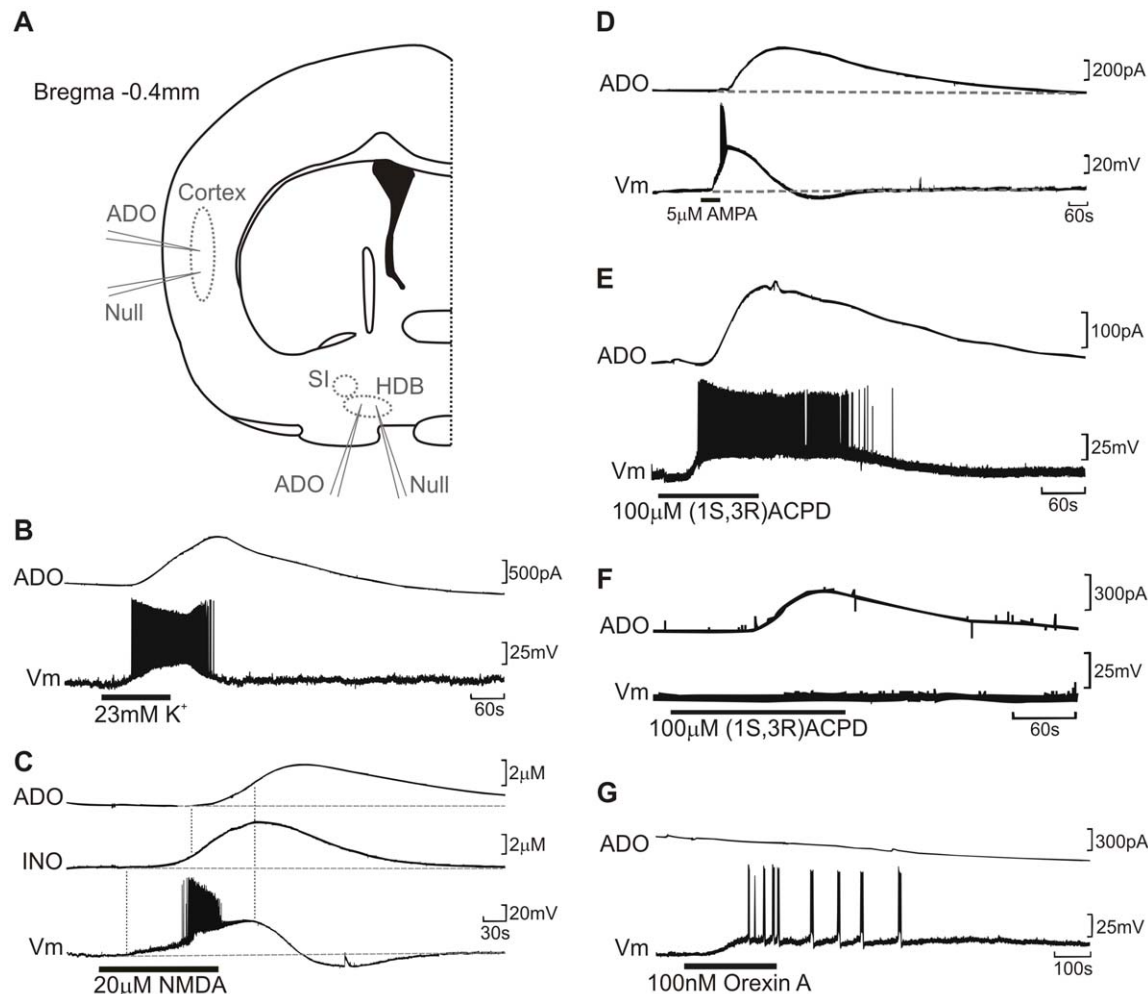 A
Bregma -0.4mm
Cortex
ADO
Null
SI
HDB
ADO
Null
B
ADO
500pA
25mV
Vm
60s
23mM K⁺
C
ADO
2μM
INO
2μM
20mV
30s
Vm
20μM NMDA
D
ADO
200pA
20mV
Vm
5μM AMPA
60s
E
ADO
100pA
25mV
Vm
60s
100μM (1S,3R)ACPD
F
ADO
300pA
25mV
Vm
100μM (1S,3R)ACPD
60s
G
ADO
300pA
25mV
Vm
100s
100nM Orexin A